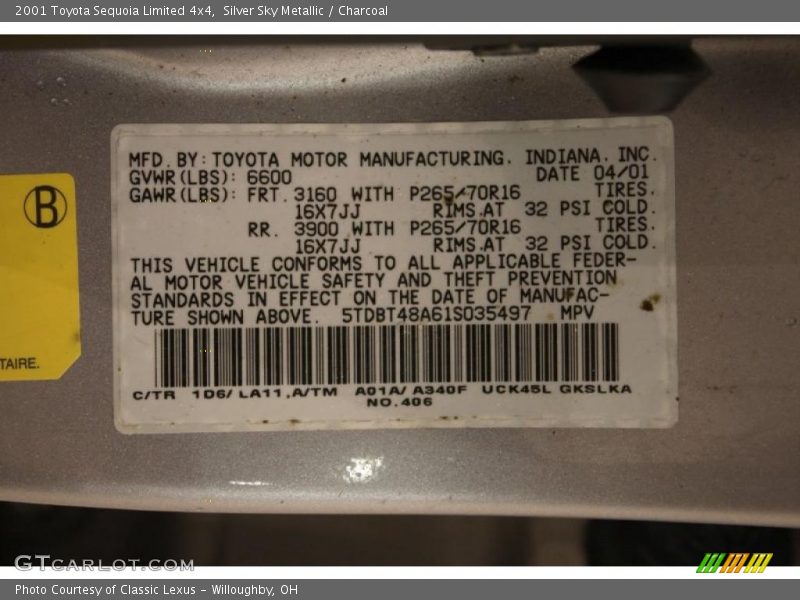 2001 Toyota Sequoia Limited 4x4,  Silver Sky Metallic / Charcoal
MFD. BY: TOYOTA MOTOR MANUFACTURING. INDIANA. INC.
GVWR(LBS): 6600 DATE 04/01
GAWR(LBS): FRT. 3160 WITH P265/70R16 TIRES.
16X7JJ RIMS.AT 32 PSI COLD.
RR. 3900 WITH P265/70R16 TIRES.
16X7JJ RIMS.AT 32 PSI COLD.
THIS VEHICLE CONFORMS TO ALL APPLICABLE FEDER-
AL MOTOR VEHICLE SAFETY AND THEFT PREVENTION
STANDARDS IN EFFECT ON THE DATE OF MANUFAC-
TURE SHOWN ABOVE. 5TDBT48A61S035497 MPV
C/TR 1D6/ LA11,A/TM A01A/ A340F UCK45L GKSLKA
NO.406
B
TAIRE.
GTCARLOT.COM
Photo Courtesy of Classic Lexus - Willoughby, OH